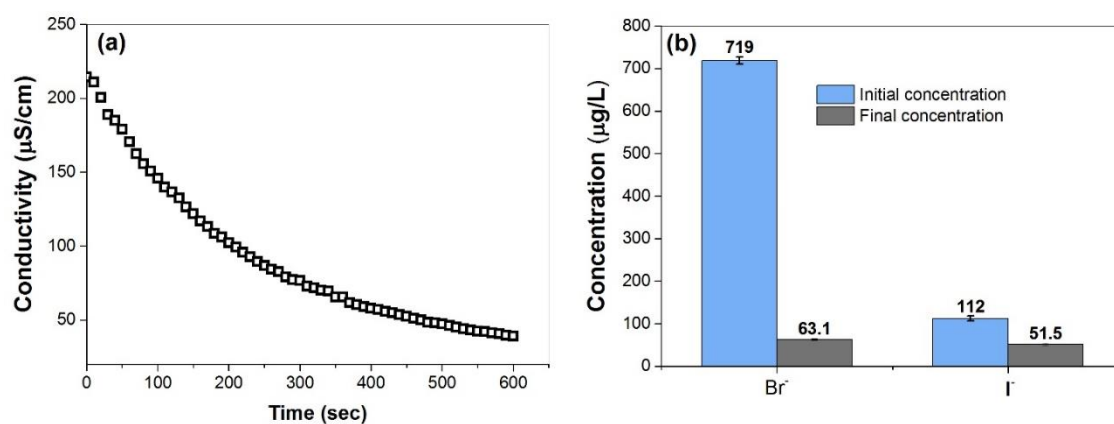 (a)
250
200
150
100
50
Conductivity (µS/cm)
0 100 200 300 400 500 600
Time (sec)
(b)
800
700
600
500
400
300
200
100
0
Concentration (µg/L)
719
63.1
112
51.5
Initial concentration
Final concentration
Br⁻ I⁻